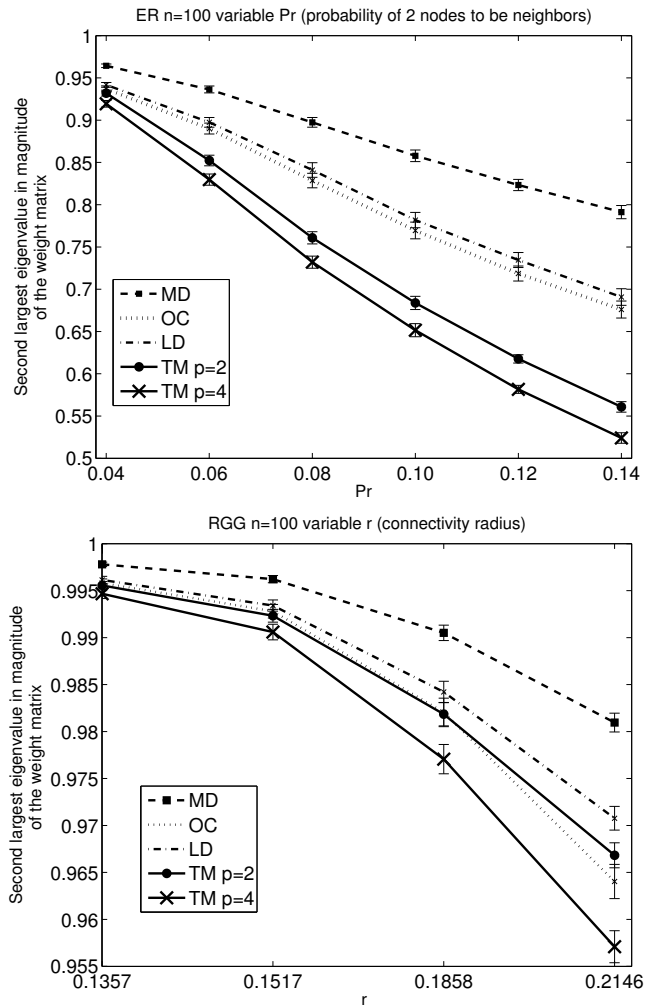 ER n=100 variable Pr (probability of 2 nodes to be neighbors)
Second largest eigenvalue in magnitude
of the weight matrix
1
0.95
0.9
0.85
0.8
0.75
0.7
0.65
0.6
0.55
0.5
MD
OC
LD
TM p=2
TM p=4
0.04
0.06
0.08
0.10
0.12
0.14
Pr
RGG n=100 variable r (connectivity radius)
Second largest eigenvalue in magnitude
of the weight matrix
1
0.995
0.99
0.985
0.98
0.975
0.97
0.965
0.96
0.955
MD
OC
LD
TM p=2
TM p=4
0.1357
0.1517
0.1858
0.2146
r